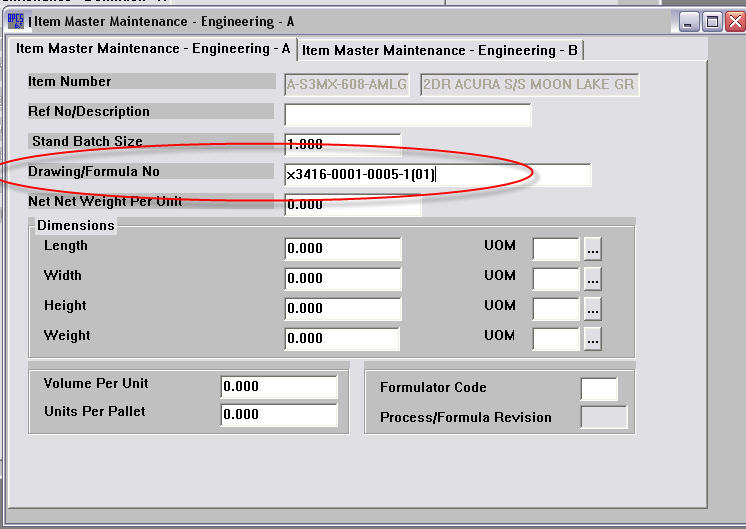 BPCS 6.x Item Master Maintenance - Engineering - A
Item Master Maintenance - Engineering - A Item Master Maintenance - Engineering - B
Item Number A-S3MX-608-AMLG 2DR ACURA S/S MOON LAKE GR
Ref No/Description
Stand Batch Size 1.000
Drawing/Formula No x3416-0001-0005-1(01)
Net Net Weight Per Unit 0.000
Dimensions
Length 0.000 UOM ...
Width 0.000 UOM ...
Height 0.000 UOM ...
Weight 0.000 UOM ...
Volume Per Unit 0.000 Formulator Code
Units Per Pallet 0.000 Process/Formula Revision